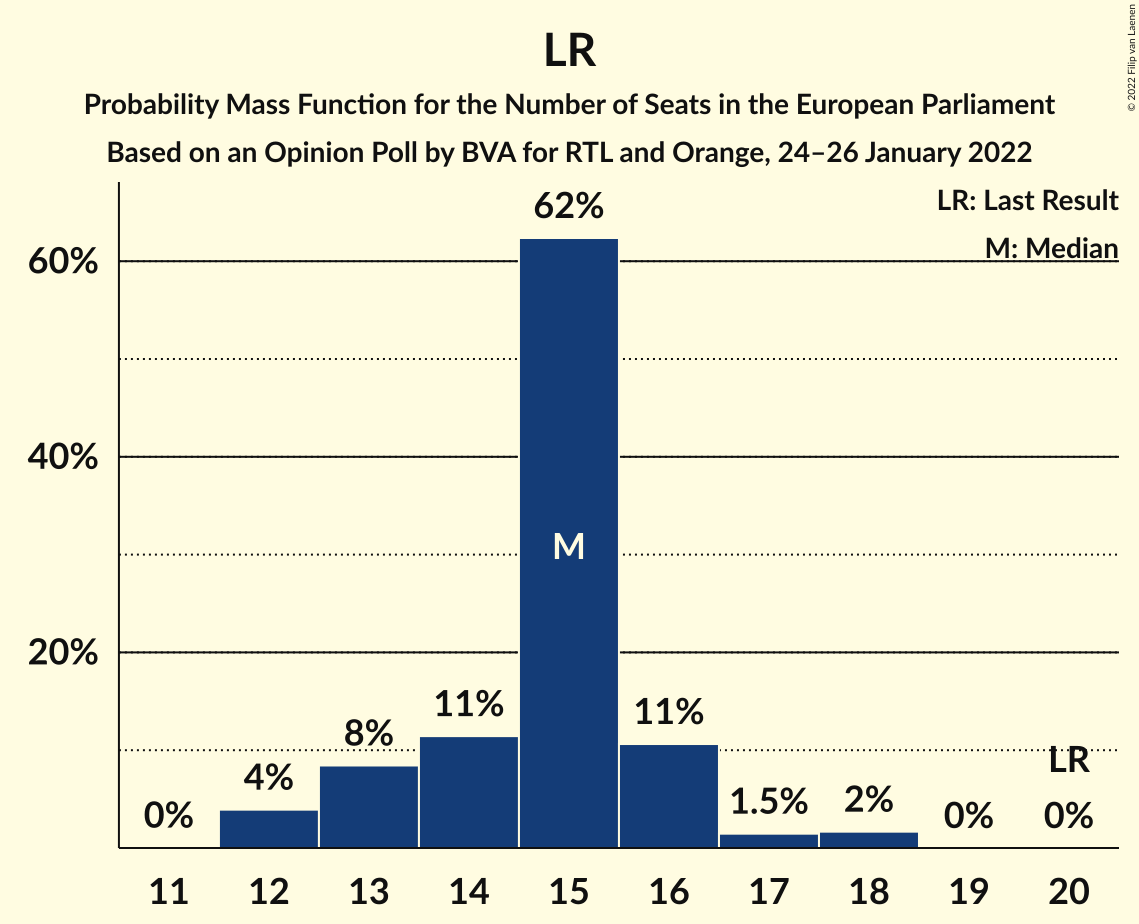 LR
Probability Mass Function for the Number of Seats in the European Parliament
Based on an Opinion Poll by BVA for RTL and Orange, 24–26 January 2022
© 2022 Filip van Laenen
LR: Last Result
M: Median
60%
40%
20%
0%
4%
8%
11%
62%
M
11%
1.5%
2%
0%
LR
0%
11 12 13 14 15 16 17 18 19 20